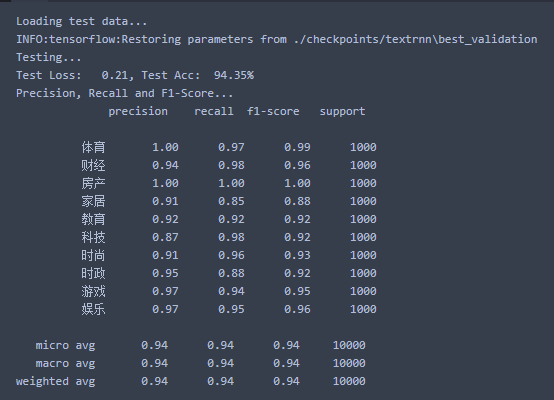 Loading test data...
INFO:tensorflow:Restoring parameters from ./checkpoints/textrnn\best_validation
Testing...
Test Loss:   0.21, Test Acc:  94.35%
Precision, Recall and F1-Score...
              precision    recall  f1-score   support

          体育       1.00      0.97      0.99      1000
          财经       0.94      0.98      0.96      1000
          房产       1.00      1.00      1.00      1000
          家居       0.91      0.85      0.88      1000
          教育       0.92      0.92      0.92      1000
          科技       0.87      0.98      0.92      1000
          时尚       0.91      0.96      0.93      1000
          时政       0.95      0.88      0.92      1000
          游戏       0.97      0.94      0.95      1000
          娱乐       0.97      0.95      0.96      1000

   micro avg       0.94      0.94      0.94     10000
   macro avg       0.94      0.94      0.94     10000
weighted avg       0.94      0.94      0.94     10000